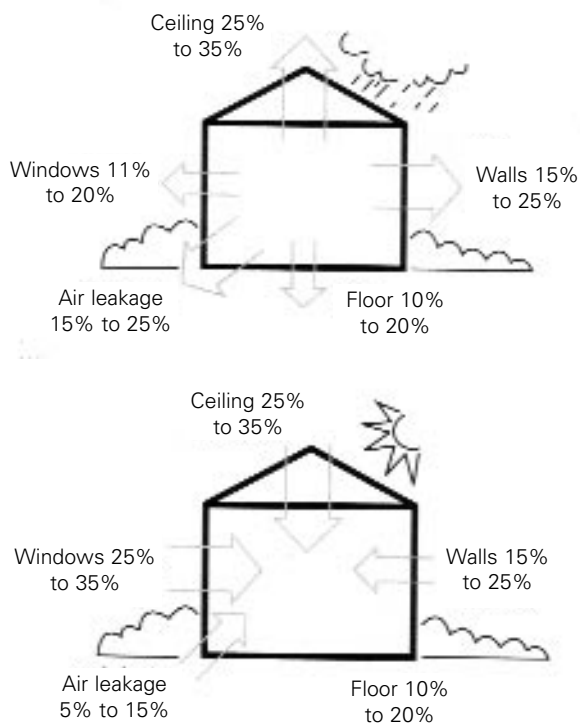 Ceiling 25%
to 35%
Windows 11%
to 20%
Walls 15%
to 25%
Air leakage
15% to 25%
Floor 10%
to 20%
Ceiling 25%
to 35%
Windows 25%
to 35%
Walls 15%
to 25%
Air leakage
5% to 15%
Floor 10%
to 20%